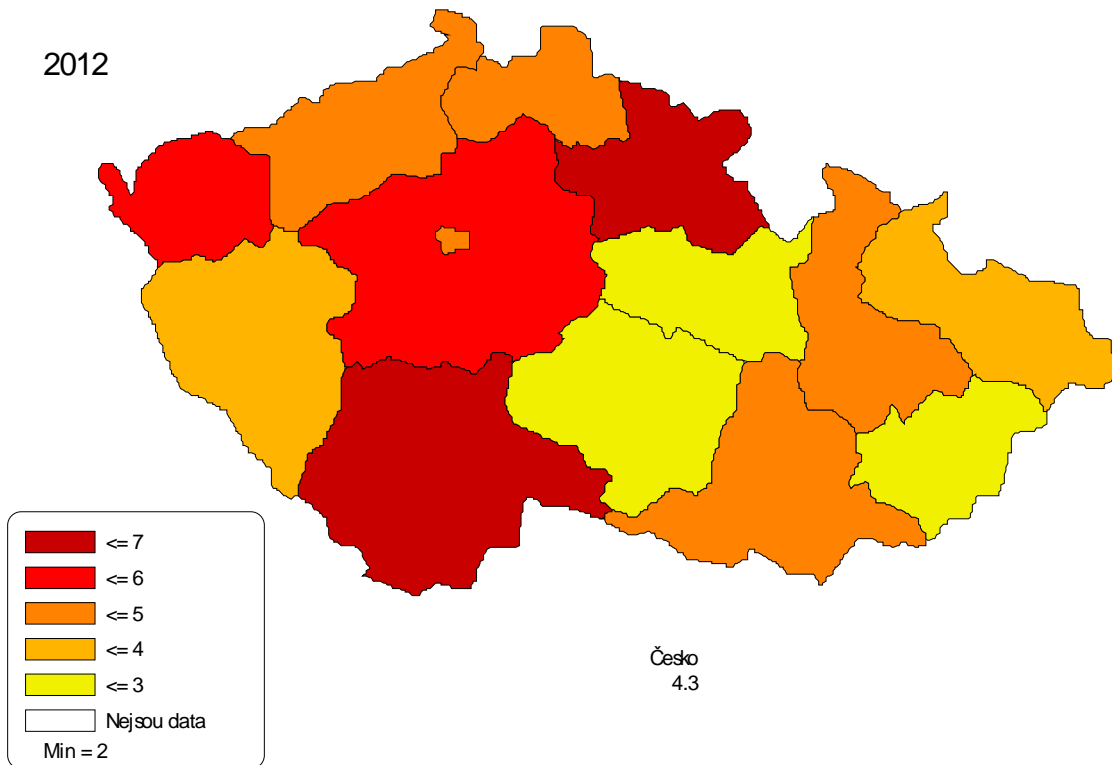 2012
<= 7
<= 6
<= 5
<= 4
<= 3
Nejsou data
Min = 2
Česko
4.3